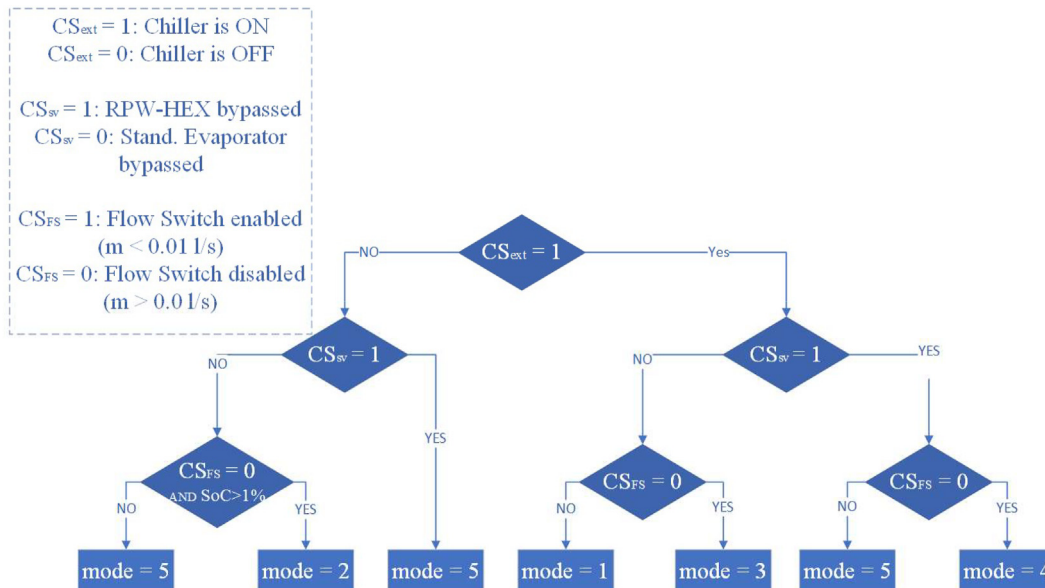 CSext = 1: Chiller is ON
CSext = 0: Chiller is OFF
CSsv = 1: RPW-HEX bypassed
CSsv = 0: Stand. Evaporator
bypassed
CSFS = 1: Flow Switch enabled
(m < 0.01 l/s)
CSFS = 0: Flow Switch disabled
(m > 0.0 l/s)
CSext = 1
NO
Yes
CSsv = 1
CSsv = 1
NO
YES
NO
YES
CSFS = 0
AND SoC>1%
CSFS = 0
CSFS = 0
NO
YES
NO
YES
NO
YES
mode = 5
mode = 2
mode = 5
mode = 1
mode = 3
mode = 5
mode = 4